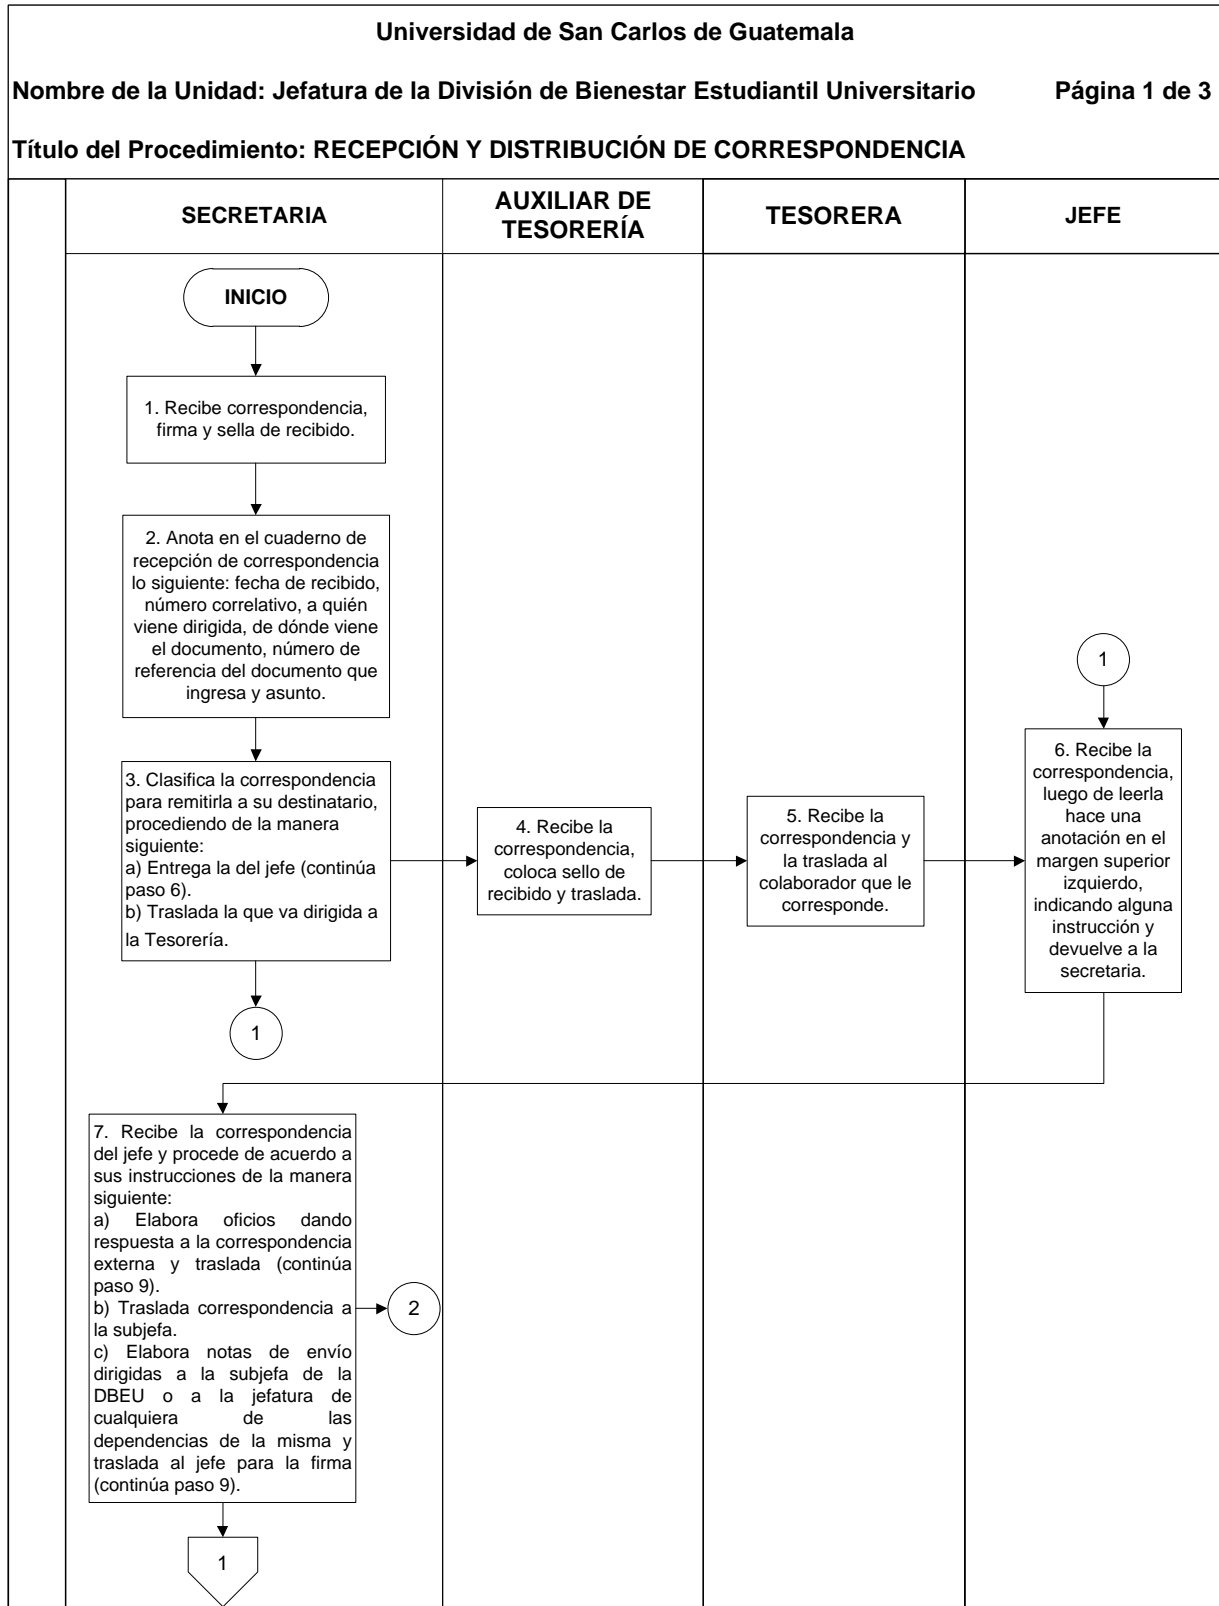 Universidad de San Carlos de Guatemala
Nombre de la Unidad: Jefatura de la División de Bienestar Estudiantil Universitario Página 1 de 3
Título del Procedimiento: RECEPCIÓN Y DISTRIBUCIÓN DE CORRESPONDENCIA
SECRETARIA
AUXILIAR DE
TESORERÍA
TESORERA
JEFE
INICIO
1. Recibe correspondencia,
firma y sella de recibido.
2. Anota en el cuaderno de
recepción de correspondencia
lo siguiente: fecha de recibido,
número correlativo, a quién
viene dirigida, de dónde viene
el documento, número de
referencia del documento que
ingresa y asunto.
3. Clasifica la correspondencia
para remitirla a su destinatario,
procediendo de la manera
siguiente:
a) Entrega la del jefe (continúa
paso 6).
b) Traslada la que va dirigida a
la Tesorería.
4. Recibe la
correspondencia,
coloca sello de
recibido y traslada.
5. Recibe la
correspondencia y
la traslada al
colaborador que le
corresponde.
1
6. Recibe la
correspondencia,
luego de leerla
hace una
anotación en el
margen superior
izquierdo,
indicando alguna
instrucción y
devuelve a la
secretaria.
1
7. Recibe la correspondencia
del jefe y procede de acuerdo a
sus instrucciones de la manera
siguiente:
a) Elabora oficios dando
respuesta a la correspondencia
externa y traslada (continúa
paso 9).
b) Traslada correspondencia a
la subjefa.
c) Elabora notas de envío
dirigidas a la subjefa de la
DBEU o a la jefatura de
cualquiera de las
dependencias de la misma y
traslada al jefe para la firma
(continúa paso 9).
2
1